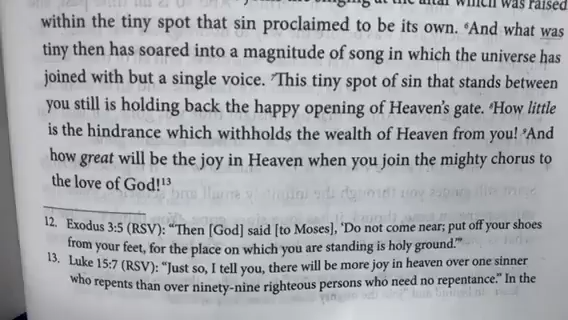 singing at the altar which was raised
within the tiny spot that sin proclaimed to be its own. ⁶And what was
tiny then has soared into a magnitude of song in which the universe has
joined with but a single voice. ⁷This tiny spot of sin that stands between
you still is holding back the happy opening of Heaven's gate. ⁸How little
is the hindrance which withholds the wealth of Heaven from you! ⁹And
how great will be the joy in Heaven when you join the mighty chorus to
the love of God!¹³
12. Exodus 3:5 (RSV): “Then [God] said [to Moses], ‘Do not come near; put off your shoes
from your feet, for the place on which you are standing is holy ground.’”
13. Luke 15:7 (RSV): “Just so, I tell you, there will be more joy in heaven over one sinner
who repents than over ninety-nine righteous persons who need no repentance.” In the